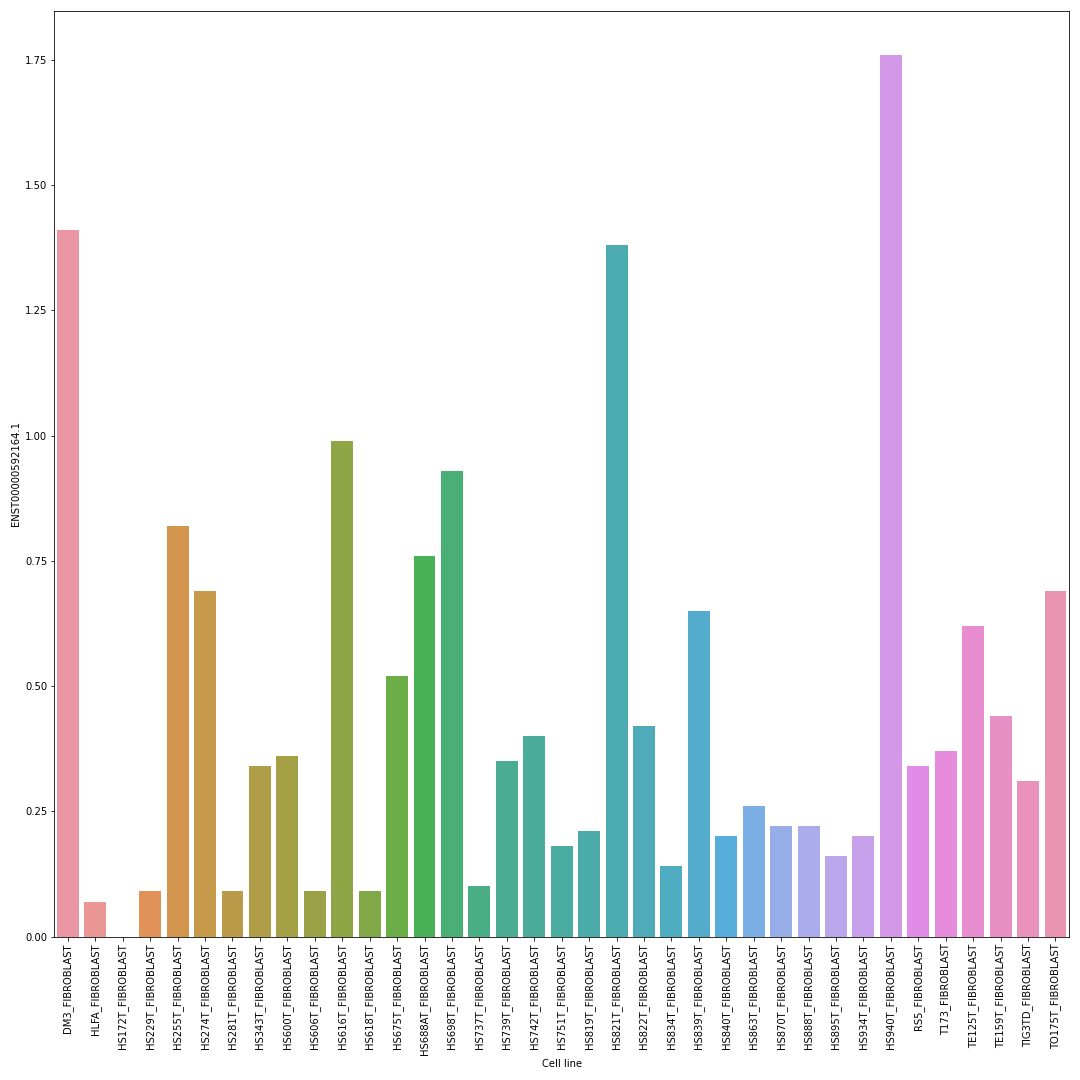 1.75
1.50
1.25
1.00
0.75
0.50
0.25
0.00
ENST00000592164.1
DM3_FIBROBLAST
HLFA_FIBROBLAST
HS172T_FIBROBLAST
HS229T_FIBROBLAST
HS255T_FIBROBLAST
HS274T_FIBROBLAST
HS281T_FIBROBLAST
HS343T_FIBROBLAST
HS600T_FIBROBLAST
HS606T_FIBROBLAST
HS616T_FIBROBLAST
HS618T_FIBROBLAST
HS675T_FIBROBLAST
HS688AT_FIBROBLAST
HS698T_FIBROBLAST
HS737T_FIBROBLAST
HS739T_FIBROBLAST
HS742T_FIBROBLAST
HS751T_FIBROBLAST
HS819T_FIBROBLAST
HS821T_FIBROBLAST
HS822T_FIBROBLAST
HS834T_FIBROBLAST
HS839T_FIBROBLAST
HS840T_FIBROBLAST
HS863T_FIBROBLAST
HS870T_FIBROBLAST
HS888T_FIBROBLAST
HS895T_FIBROBLAST
HS934T_FIBROBLAST
HS940T_FIBROBLAST
RS5_FIBROBLAST
T173_FIBROBLAST
TE125T_FIBROBLAST
TE159T_FIBROBLAST
TIG3TD_FIBROBLAST
TO175T_FIBROBLAST
Cell line